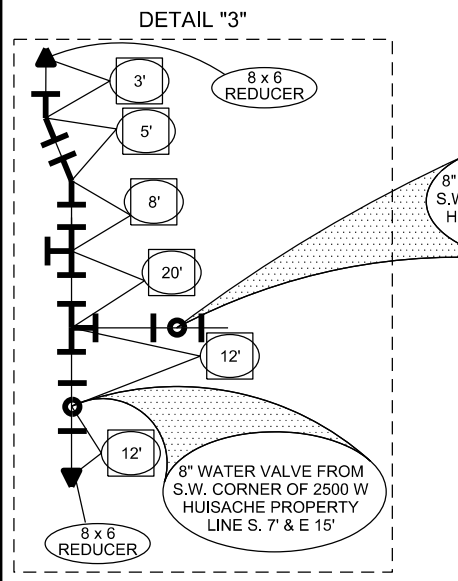 DETAIL "3"
3'
8 x 6
REDUCER
5'
8'
8"
S.W
H
20'
12'
12'
8" WATER VALVE FROM
S.W. CORNER OF 2500 W
HUISACHE PROPERTY
LINE S. 7' & E 15'
8 x 6
REDUCER